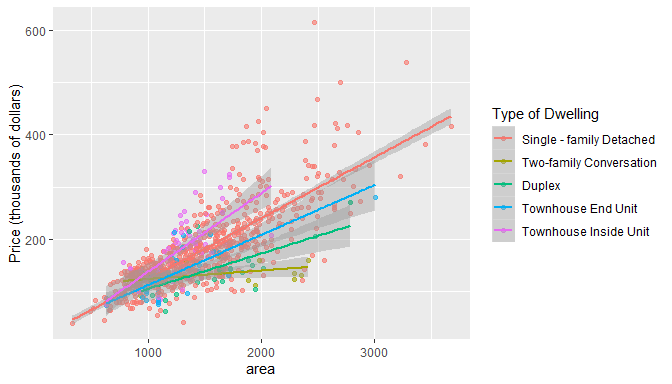 600
400
200
Price (thousands of dollars)
1000
2000
3000
area
Type of Dwelling
Single - family Detached
Two-family Conversation
Duplex
Townhouse End Unit
Townhouse Inside Unit